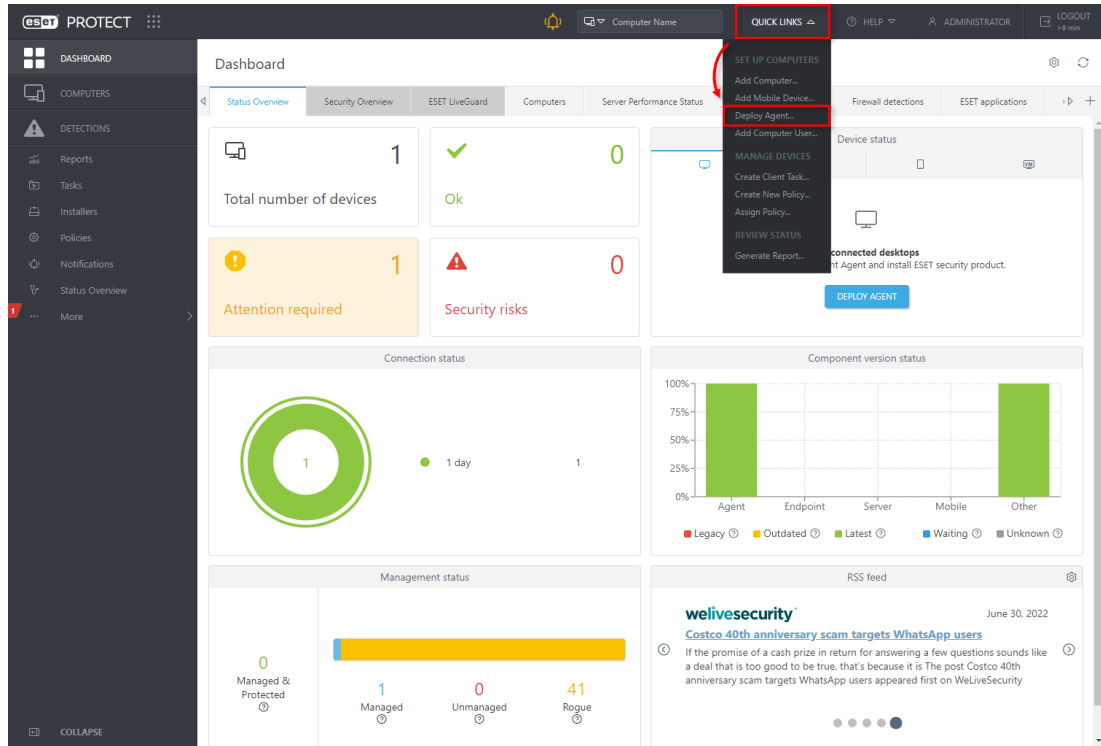 eset PROTECT
Computer Name
QUICK LINKS
HELP
ADMINISTRATOR
LOGOUT
>9 min
DASHBOARD
COMPUTERS
DETECTIONS
Reports
Tasks
Installers
Policies
Notifications
Status Overview
1
More
COLLAPSE
Dashboard
Status Overview
Security Overview
ESET LiveGuard
Computers
Server Performance Status
Firewall detections
ESET applications
SET UP COMPUTERS
Add Computer...
Add Mobile Device...
Deploy Agent...
Add Computer User...
MANAGE DEVICES
Create Client Task...
Create New Policy...
Assign Policy...
REVIEW STATUS
Generate Report...
1
Total number of devices
0
Ok
1
Attention required
0
Security risks
Device status
VM
connected desktops
Agent and install ESET security product.
DEPLOY AGENT
Connection status
1
1 day 1
Component version status
100%
75%
50%
25%
0%
Agent Endpoint Server Mobile Other
Legacy Outdated Latest Waiting Unknown
Management status
0
Managed &
Protected
1
Managed
0
Unmanaged
41
Rogue
RSS feed
welivesecurity
June 30, 2022
Costco 40th anniversary scam targets WhatsApp users
If the promise of a cash prize in return for answering a few questions sounds like
a deal that is too good to be true, that's because it is The post Costco 40th
anniversary scam targets WhatsApp users appeared first on WeLiveSecurity